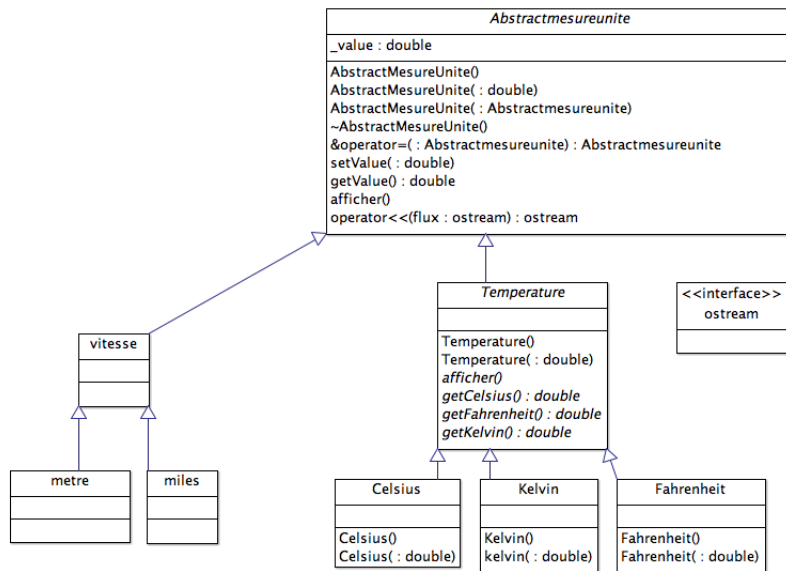 Abstractmesureunite
_value : double
AbstractMesureUnite()
AbstractMesureUnite( : double)
AbstractMesureUnite( : Abstractmesureunite)
~AbstractMesureUnite()
&operator=( : Abstractmesureunite) : Abstractmesureunite
setValue( : double)
getValue() : double
afficher()
operator<<(flux : ostream) : ostream
vitesse
Temperature
Temperature()
Temperature( : double)
afficher()
getCelsius() : double
getFahrenheit() : double
getKelvin() : double
<<interface>>
ostream
metre
miles
Celsius
Celsius()
Celsius( : double)
Kelvin
Kelvin()
kelvin( : double)
Fahrenheit
Fahrenheit()
Fahrenheit( : double)